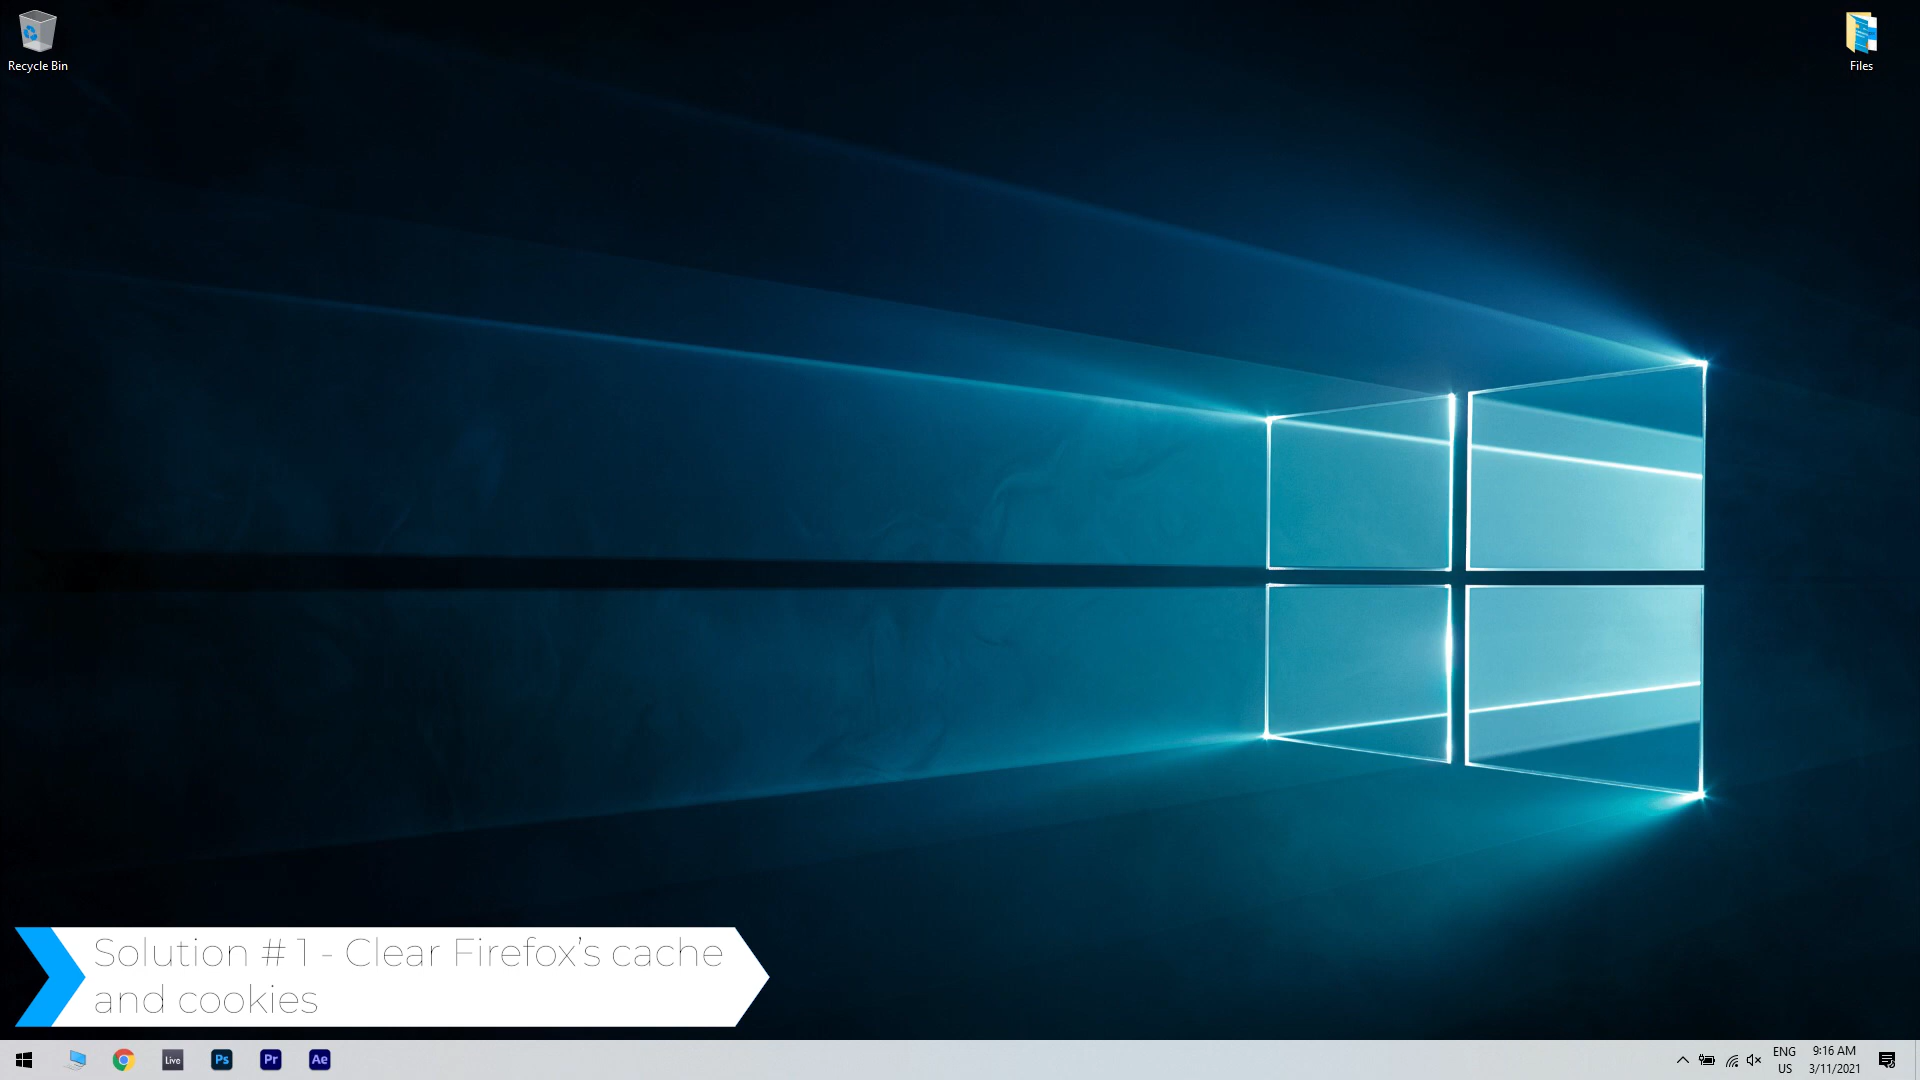 Recycle Bin
Files
Solution #1 - Clear Firefox’s cache
and cookies
Live
Ps
Pr
Ae
ENG
US
9:16 AM
3/11/2021